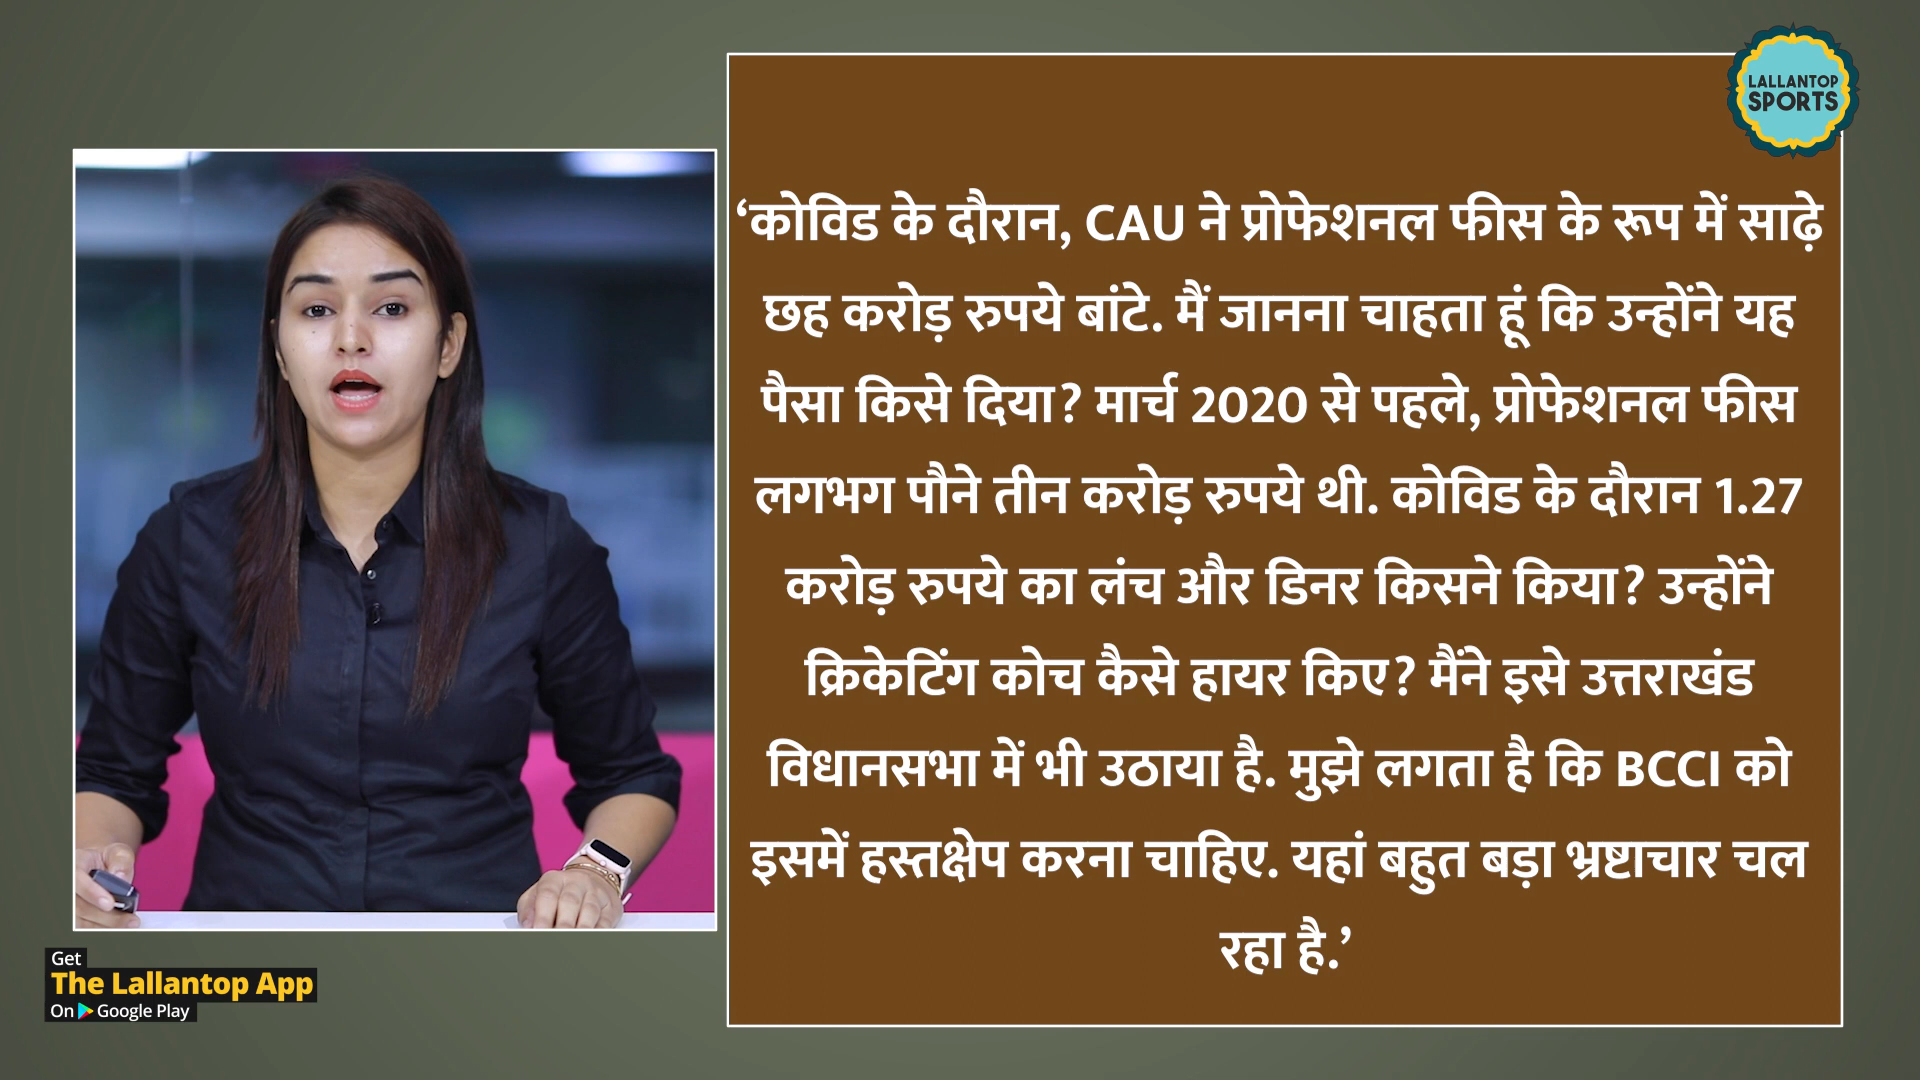 LALLANTOP
SPORTS
‘कोविड के दौरान, CAU ने प्रोफेशनल फीस के रूप में साढ़े
छह करोड़ रुपये बांटे. मैं जानना चाहता हूं कि उन्होंने यह
पैसा किसे दिया? मार्च 2020 से पहले, प्रोफेशनल फीस
लगभग पौने तीन करोड़ रुपये थी. कोविड के दौरान 1.27
करोड़ रुपये का लंच और डिनर किसने किया? उन्होंने
क्रिकेटिंग कोच कैसे हायर किए? मैंने इसे उत्तराखंड
विधानसभा में भी उठाया है. मुझे लगता है कि BCCI को
इसमें हस्तक्षेप करना चाहिए. यहां बहुत बड़ा भ्रष्टाचार चल
रहा है.’
Get
The Lallantop App
On Google Play